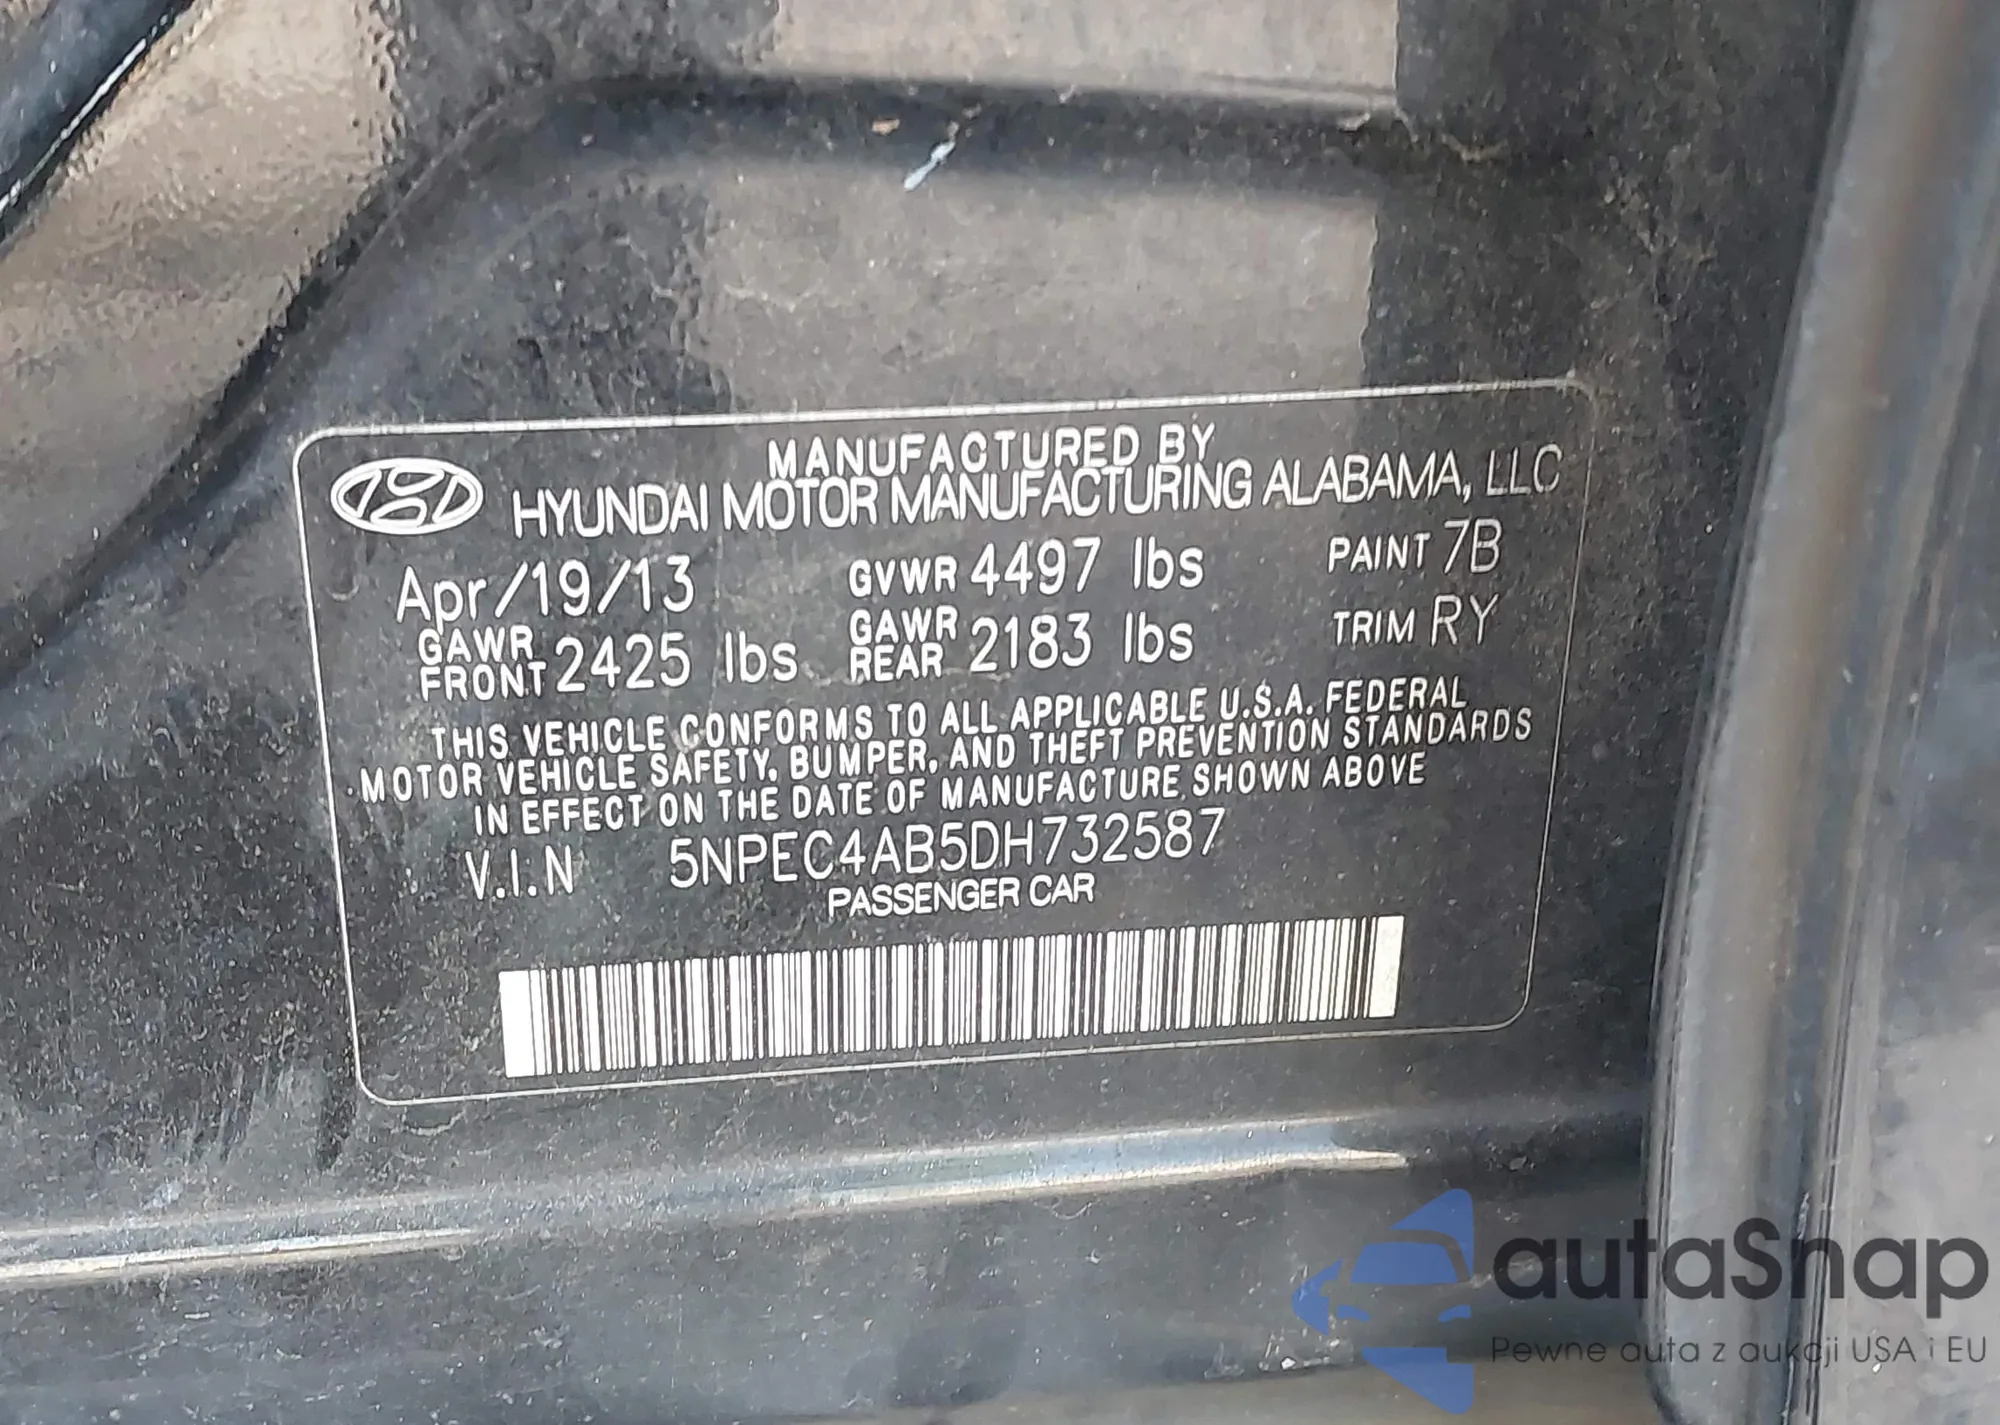 MANUFACTURED BY
HYUNDAI MOTOR MANUFACTURING ALABAMA, LLC
Apr/19/13 GVWR 4497 lbs PAINT 7B
GAWR FRONT 2425 lbs GAWR REAR 2183 lbs TRIM RY
THIS VEHICLE CONFORMS TO ALL APPLICABLE U.S.A. FEDERAL
MOTOR VEHICLE SAFETY, BUMPER, AND THEFT PREVENTION STANDARDS
IN EFFECT ON THE DATE OF MANUFACTURE SHOWN ABOVE
V.I.N 5NPEC4AB5DH732587
PASSENGER CAR
autaSnap
Pewne auta z aukcji USA i EU